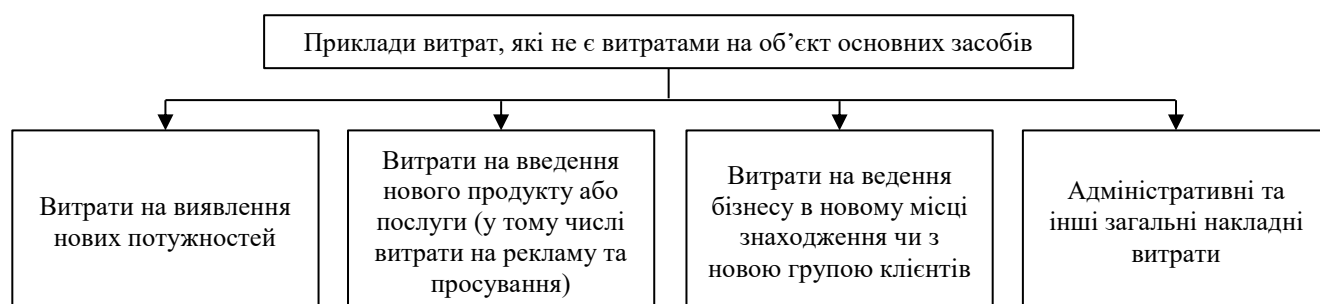 Приклади витрат, які не є витратами на об’єкт основних засобів
Витрати на виявлення
нових потужностей
Витрати на введення
нового продукту або
послуги (у тому числі
витрати на рекламу та
просування)
Витрати на ведення
бізнесу в новому місці
знаходження чи з
новою групою клієнтів
Адміністративні та
інші загальні накладні
витрати